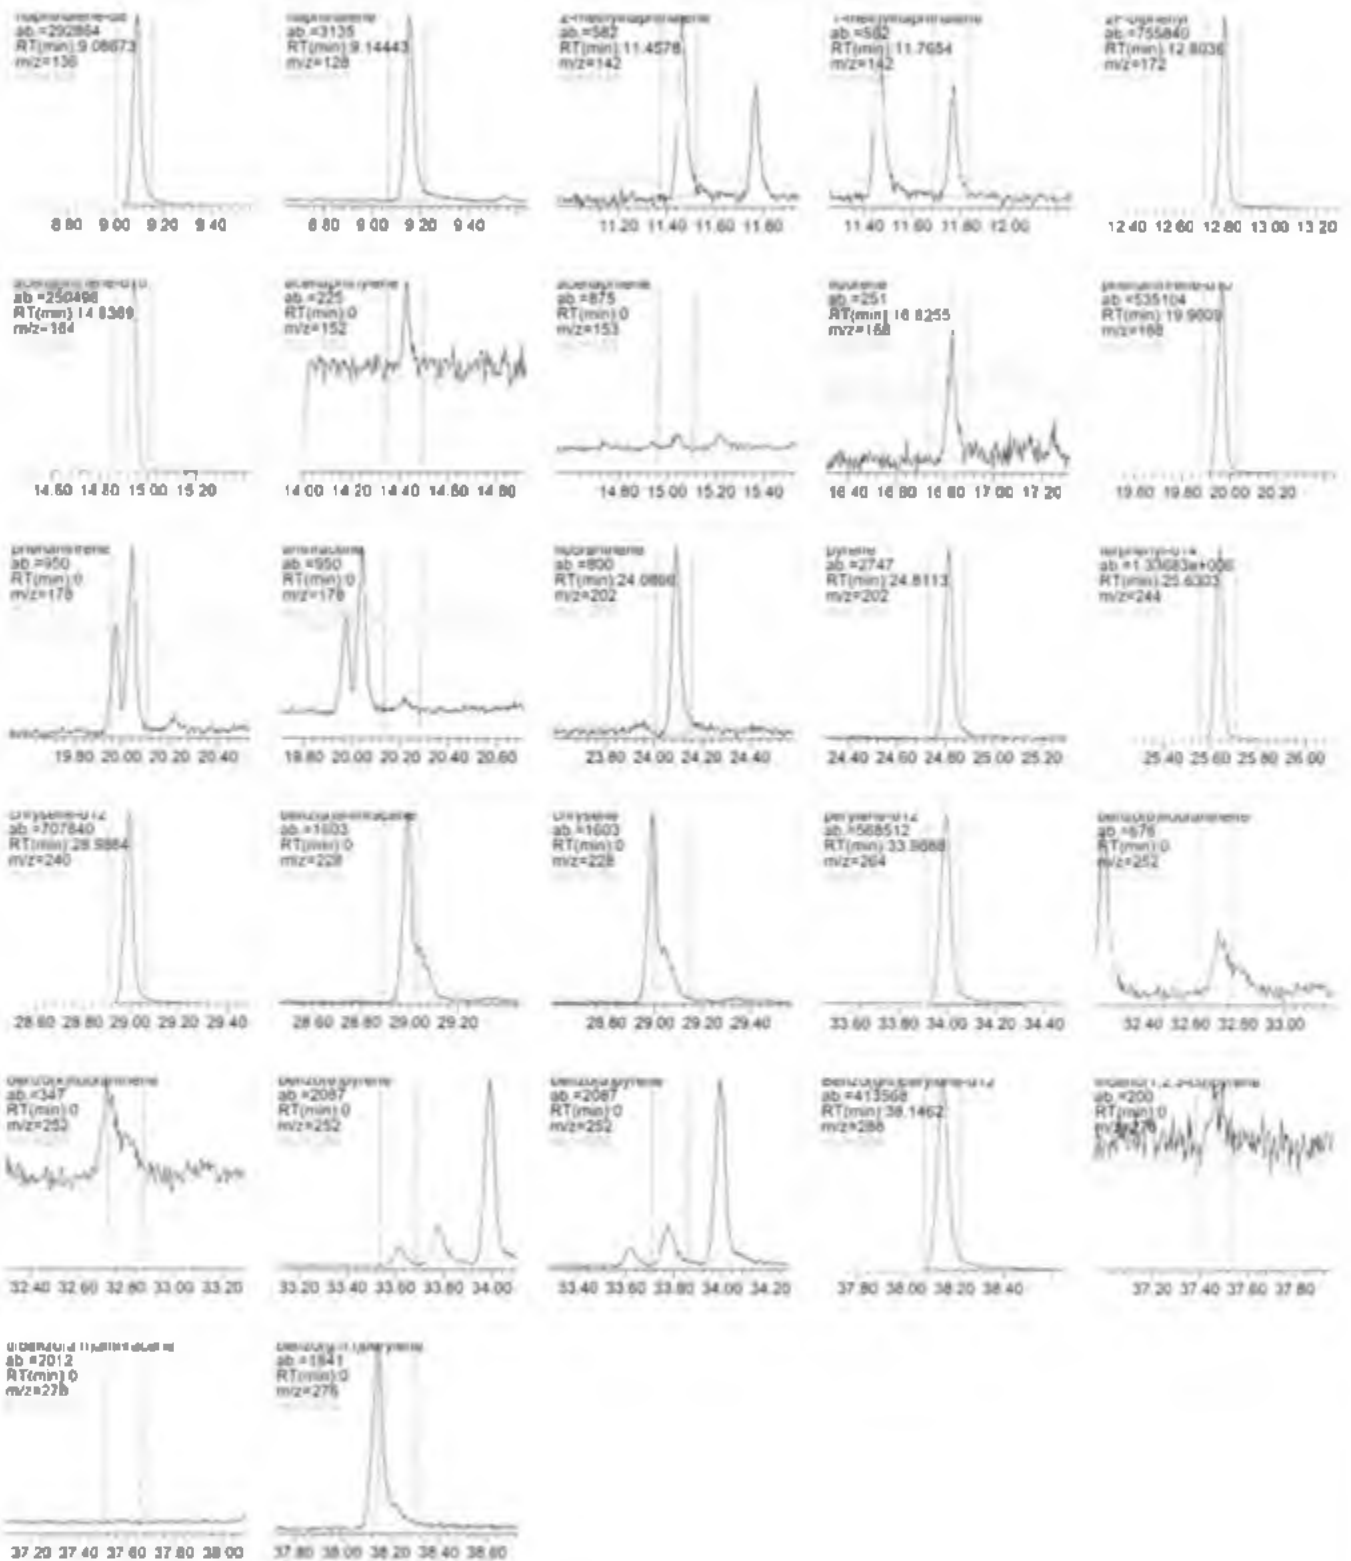 ab =292864
RT(min):9.08673
m/z=136
8.80 9.00 9.20 9.40
ab =3135
RT(min):9.14443
m/z=128
8.80 9.00 9.20 9.40
2-methylnaphthalene
ab =582
RT(min):11.4578
m/z=142
11.20 11.40 11.60 11.80
1-methylnaphthalene
ab =582
RT(min):11.7654
m/z=142
11.40 11.60 11.80 12.00
2F-biphenyl
ab =755840
RT(min):12.8036
m/z=172
12.40 12.60 12.80 13.00 13.20
acenaphthene-d10
ab =250496
RT(min):14.9369
m/z=164
14.60 14.80 15.00 15.20
acenaphthylene
ab =225
RT(min):0
m/z=152
14.00 14.20 14.40 14.60 14.80
acenaphthene
ab =875
RT(min):0
m/z=153
14.80 15.00 15.20 15.40
fluorene
ab =251
RT(min):16.8255
16.40 16.60 16.80 17.00 17.20
phenanthrene-d10
ab =535104
RT(min):19.9609
m/z=188
19.60 19.80 20.00 20.20
phenanthrene
ab =950
RT(min):0
m/z=178
19.80 20.00 20.20 20.40
anthracene
ab =950
RT(min):0
m/z=178
19.80 20.00 20.20 20.40 20.60
fluoranthene
ab =800
RT(min):24.0866
m/z=202
23.80 24.00 24.20 24.40
pyrene
ab =2747
RT(min):24.8113
m/z=202
24.40 24.60 24.80 25.00 25.20
terphenyl-d14
ab =1.33683e+006
RT(min):25.6303
m/z=244
25.40 25.60 25.80 26.00
chrysene-d12
ab =707840
RT(min):28.9884
m/z=240
28.60 28.80 29.00 29.20 29.40
ab =1603
RT(min):0
m/z=228
28.60 28.80 29.00 29.20
chrysene
ab =1603
RT(min):0
m/z=228
28.80 29.00 29.20 29.40
perylene-d12
ab =568512
RT(min):33.9888
m/z=264
33.60 33.80 34.00 34.20 34.40
benzo(b)fluoranthene
ab =676
RT(min):0
m/z=252
32.40 32.60 32.80 33.00
benzo(k)fluoranthene
ab =347
RT(min):0
m/z=252
32.40 32.60 32.80 33.00 33.20
benzo(e)pyrene
ab =2087
RT(min):0
m/z=252
33.20 33.40 33.60 33.80 34.00
benzo(a)pyrene
ab =2087
RT(min):0
m/z=252
33.40 33.60 33.80 34.00 34.20
Benzo(ghi)perylene-d12
ab =413568
RT(min):38.1462
m/z=288
37.80 38.00 38.20 38.40
ab =200
RT(min):0
m/z=276
37.20 37.40 37.60 37.80
ab =2012
RT(min):0
m/z=278
37.20 37.40 37.60 37.80 38.00
ab =1641
RT(min):0
m/z=276
37.80 38.00 38.20 38.40 38.60